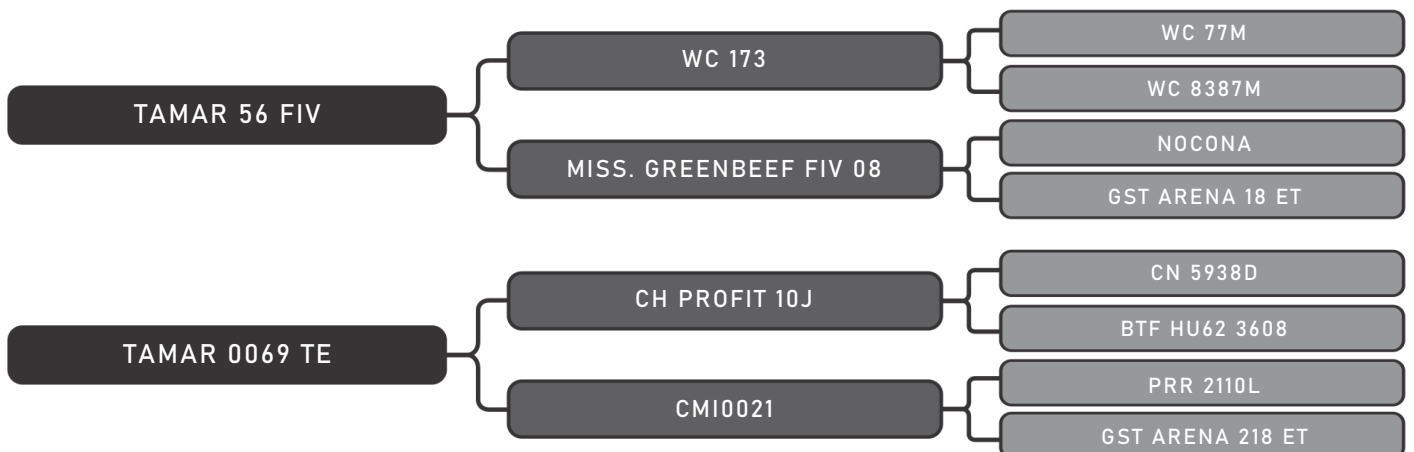 TAMAR 56 FIV
WC 173
MISS. GREENBEEF FIV 08
WC 77M
WC 8387M
NOCONA
GST ARENA 18 ET
TAMAR 0069 TE
CH PROFIT 10J
CMI0021
CN 5938D
BTF HU62 3608
PRR 2110L
GST ARENA 218 ET